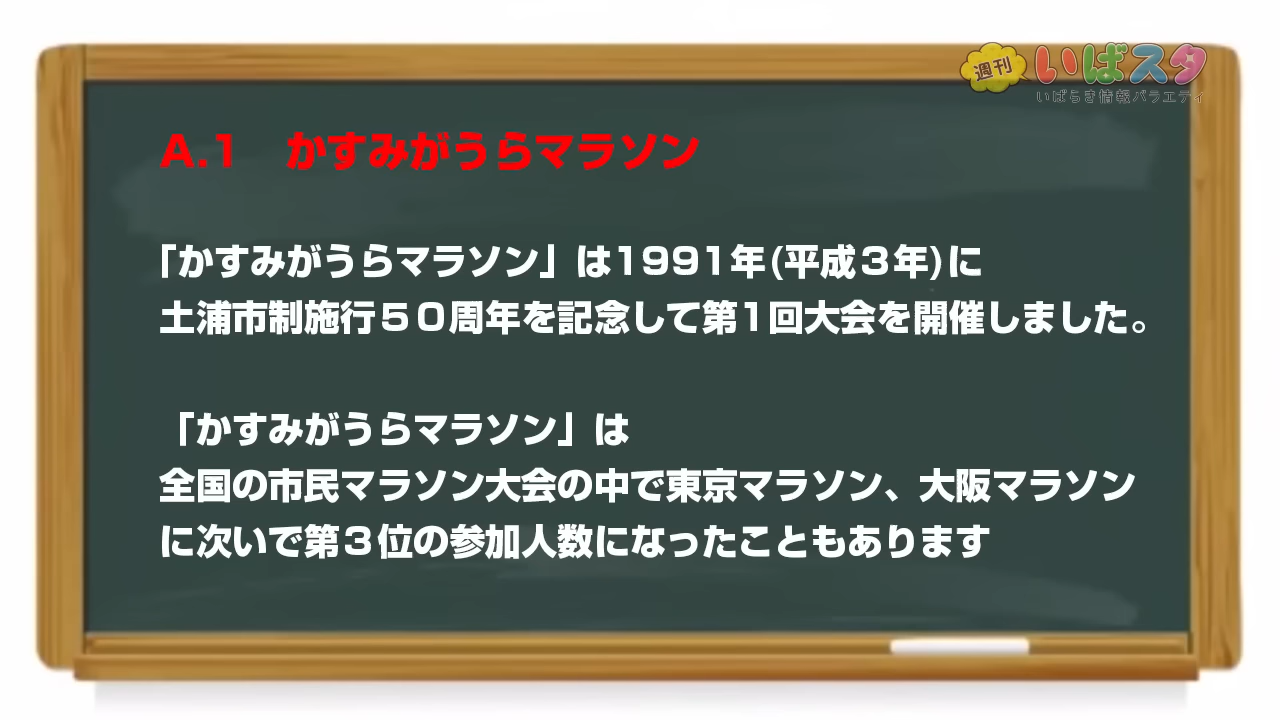 週刊 いばスタ
いばらき情報バラエティ
A.1　かすみがうらマラソン
「かすみがうらマラソン」は1991年(平成３年)に
土浦市制施行５０周年を記念して第1回大会を開催しました。
「かすみがうらマラソン」は
全国の市民マラソン大会の中で東京マラソン、大阪マラソン
に次いで第３位の参加人数になったこともあります